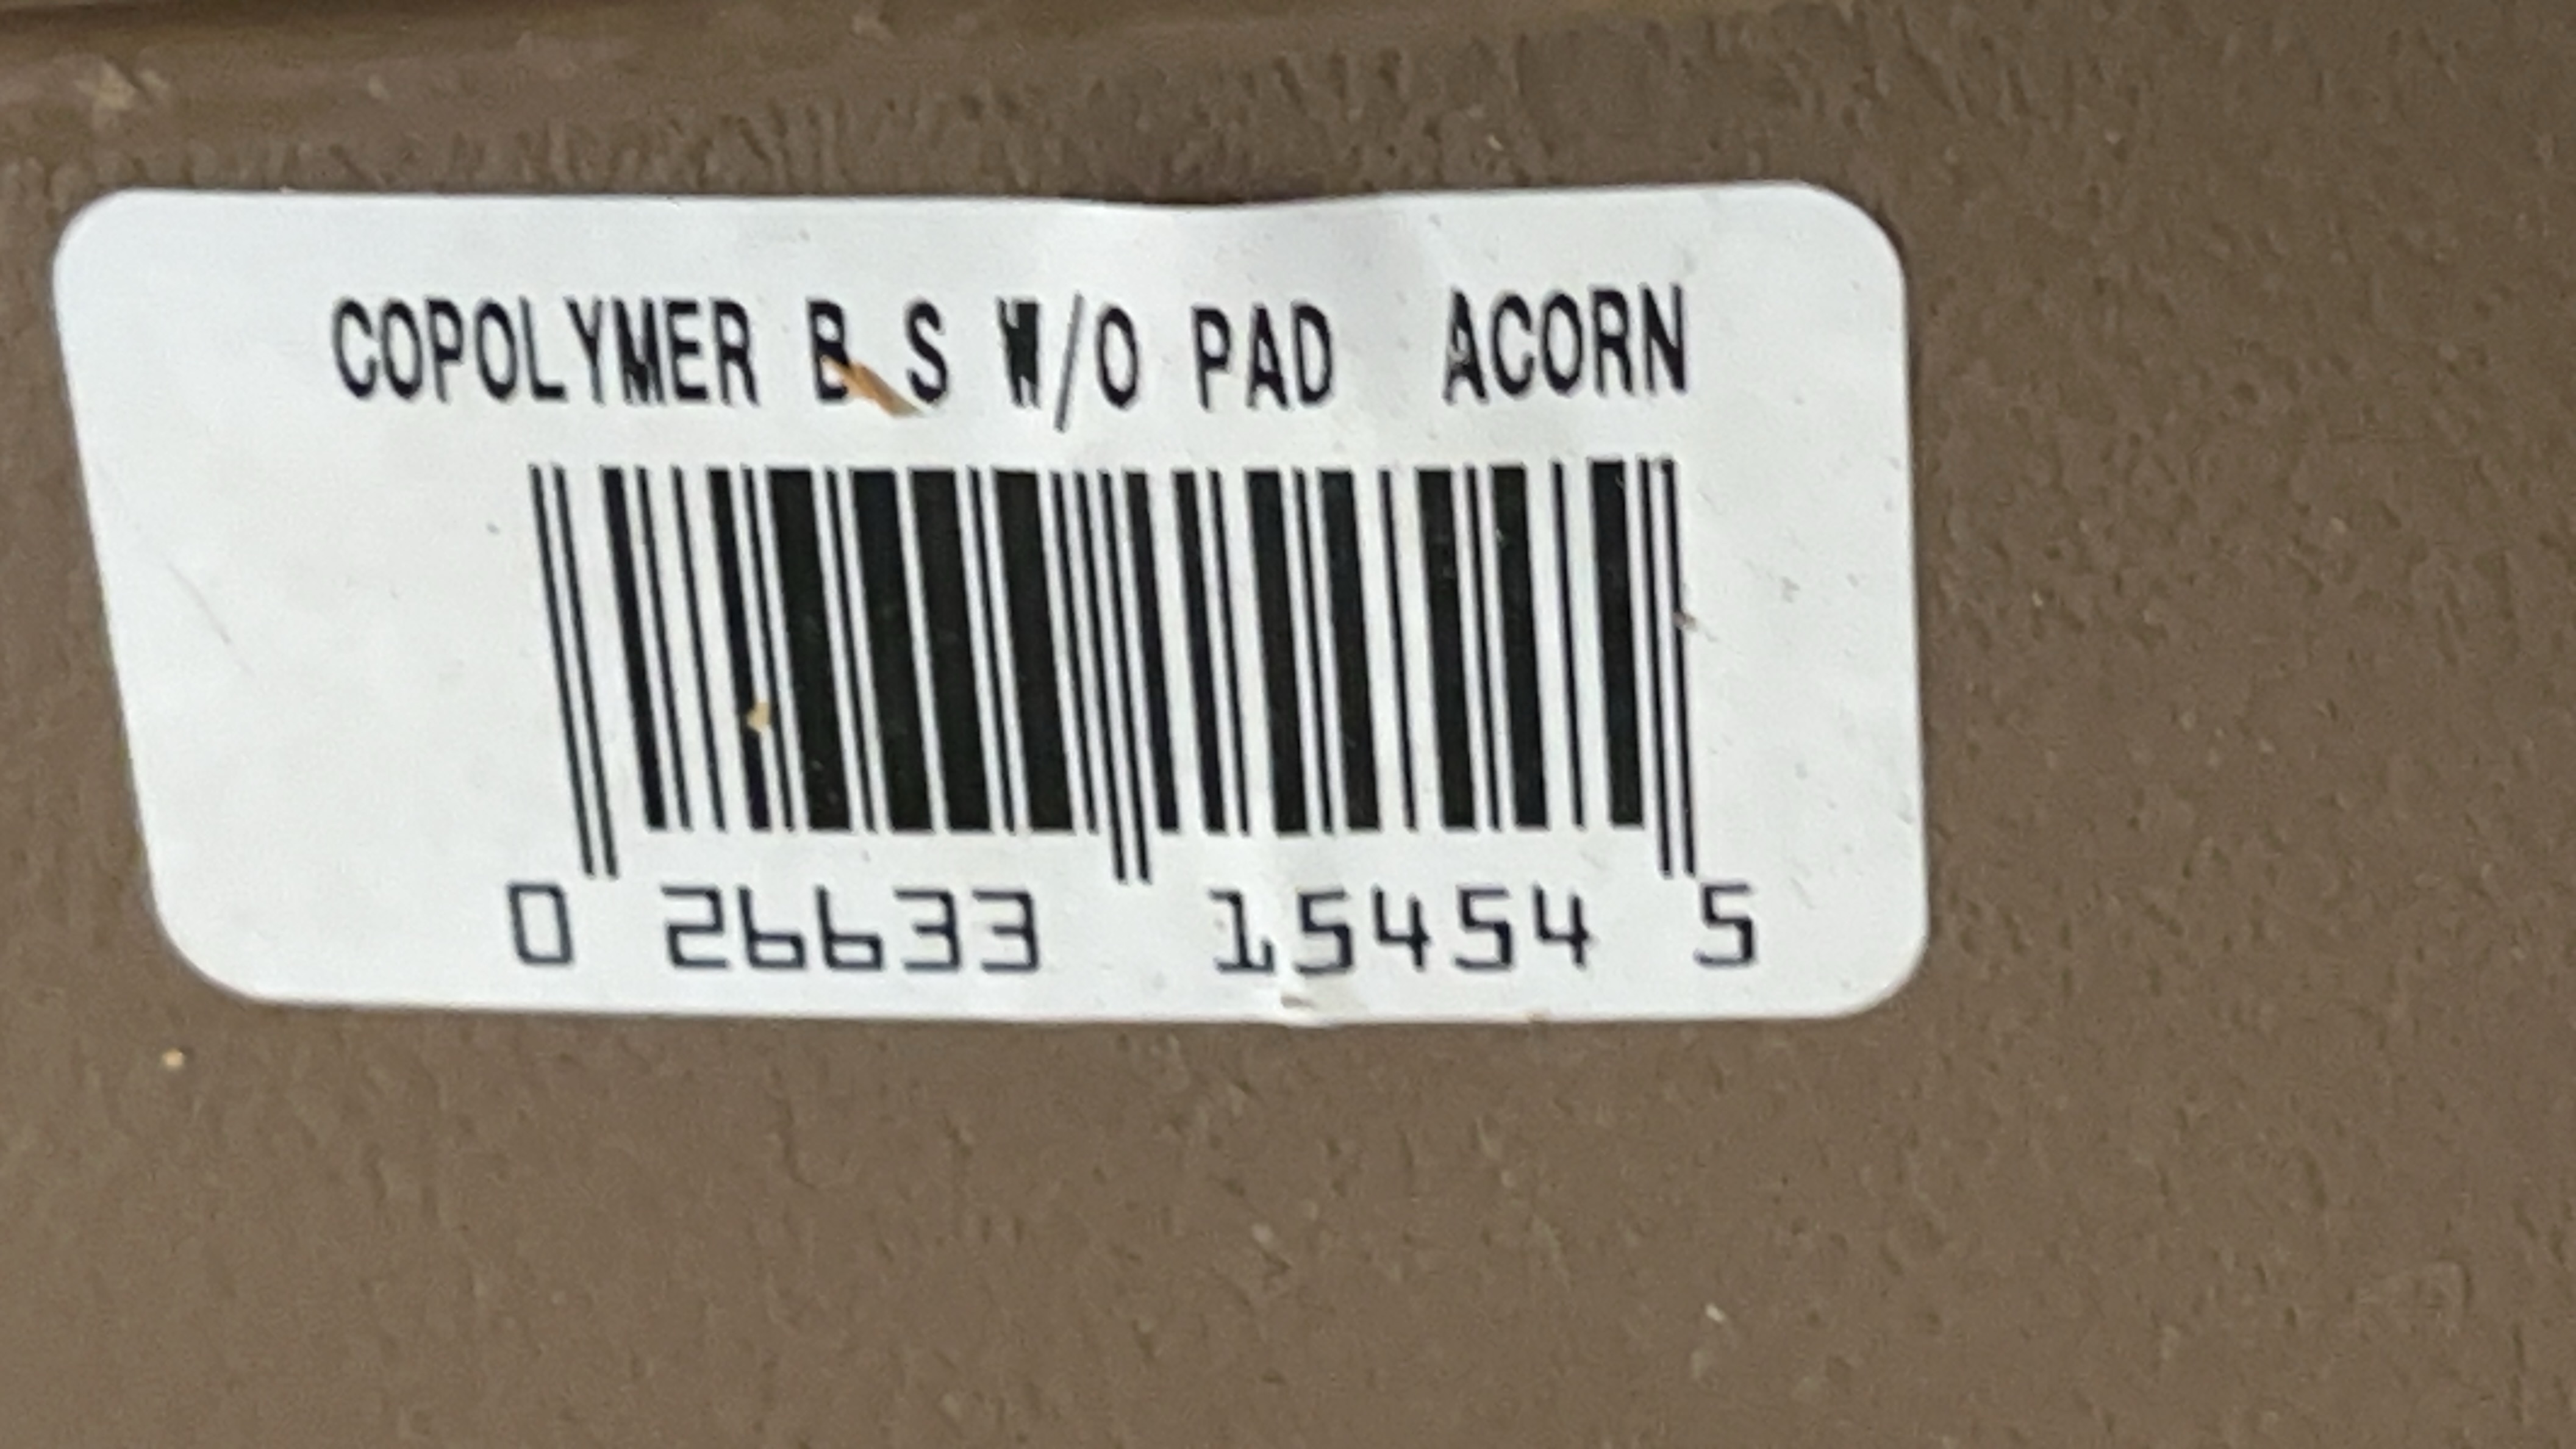 COPOLYMER B S W/O PAD ACORN
0 26633 15454 5